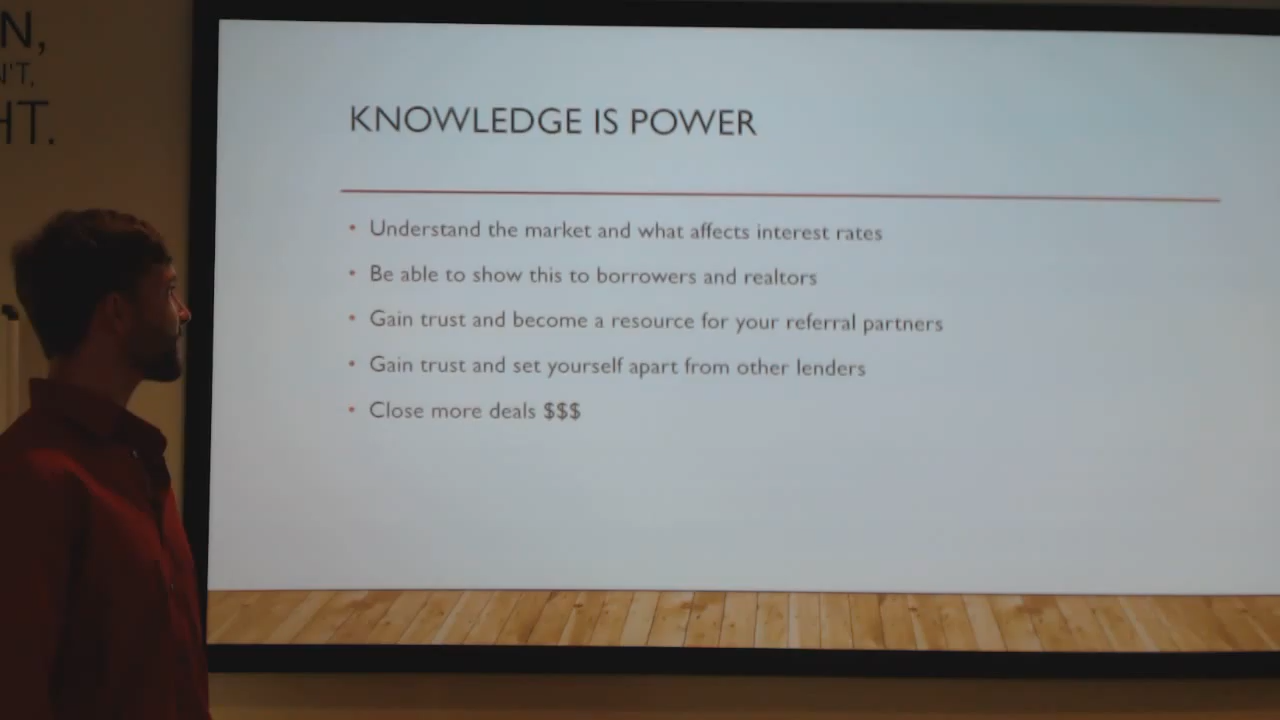 N,
N'T,
HT.
KNOWLEDGE IS POWER
• Understand the market and what affects interest rates
• Be able to show this to borrowers and realtors
• Gain trust and become a resource for your referral partners
• Gain trust and set yourself apart from other lenders
• Close more deals $$$